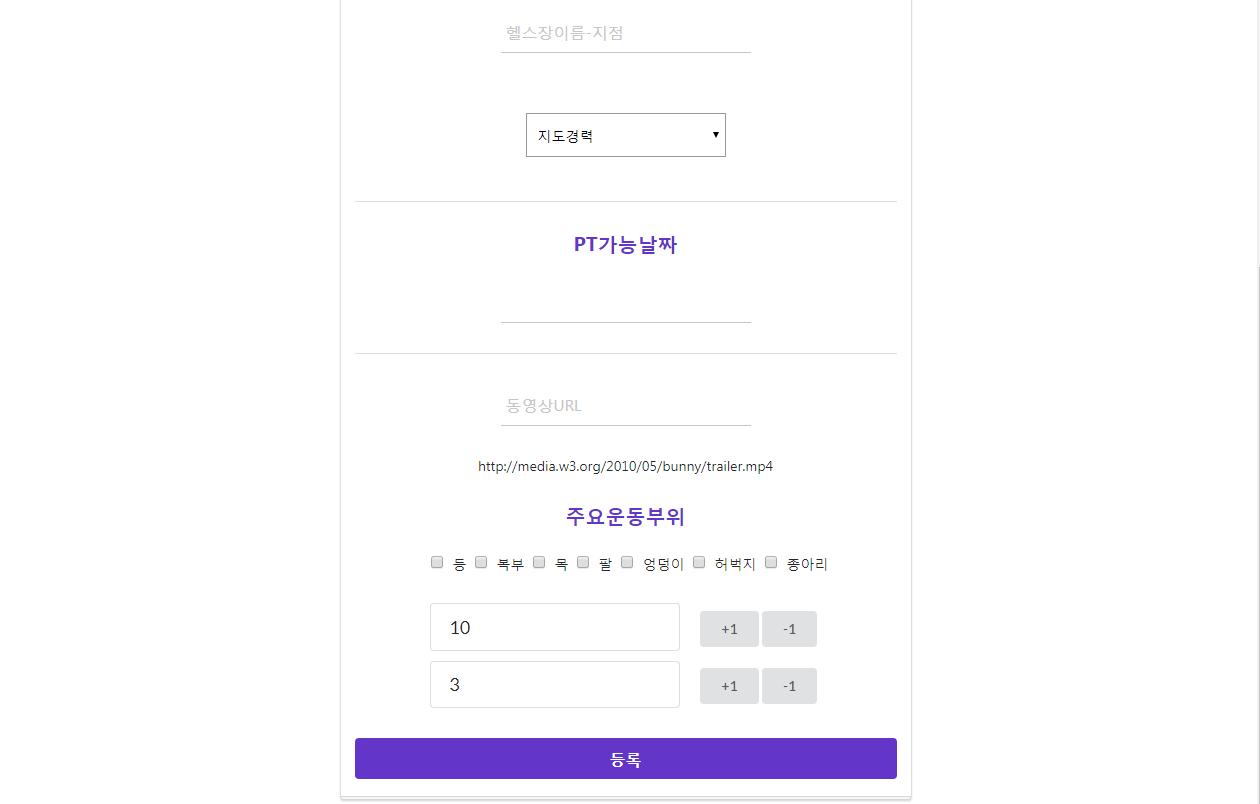 헬스장이름-지점
지도경력
PT가능날짜
동영상URL
http://media.w3.org/2010/05/bunny/trailer.mp4
주요운동부위
등 복부 목 팔 엉덩이 허벅지 종아리
10 +1 -1
3 +1 -1
등록